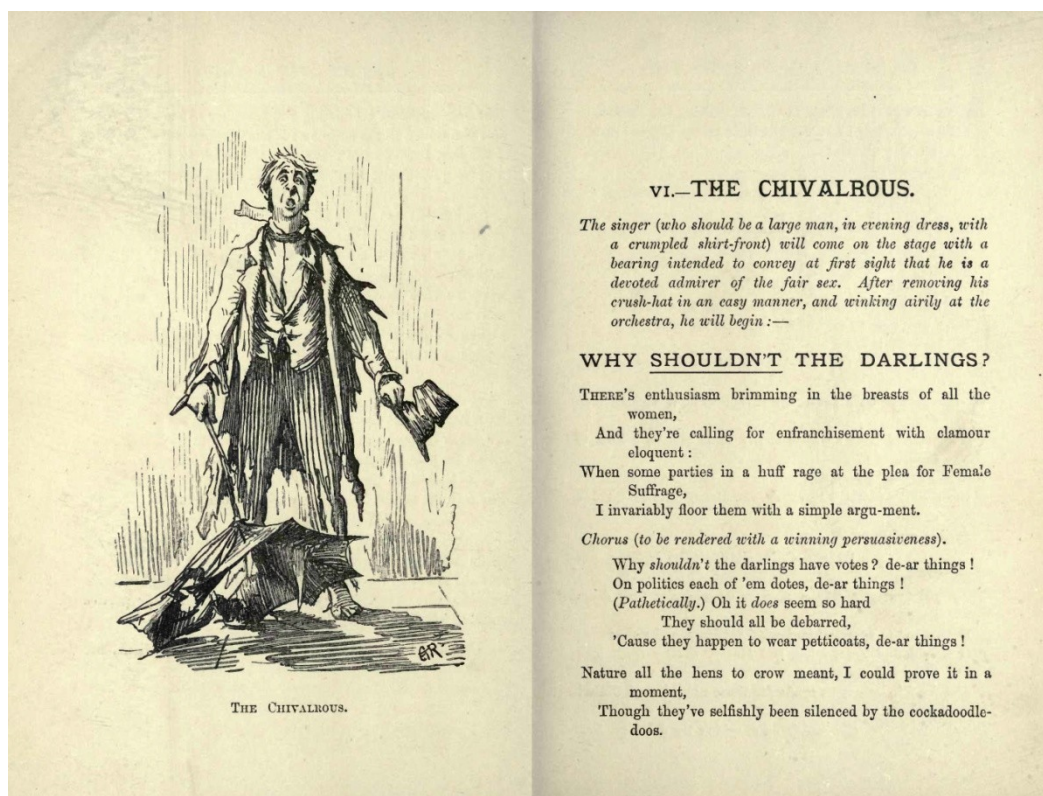 THE CHIVALROUS.
VI.—THE CHIVALROUS.
The singer (who should be a large man, in evening dress, with
a crumpled shirt-front) will come on the stage with a
bearing intended to convey at first sight that he is a
devoted admirer of the fair sex. After removing his
crush-hat in an easy manner, and winking airily at the
orchestra, he will begin :—
WHY SHOULDN'T THE DARLINGS?
THERE'S enthusiasm brimming in the breasts of all the
women,
And they're calling for enfranchisement with clamour
eloquent :
When some parties in a huff rage at the plea for Female
Suffrage,
I invariably floor them with a simple argu-ment.
Chorus (to be rendered with a winning persuasiveness).
Why shouldn't the darlings have votes? de-ar things !
On politics each of 'em dotes, de-ar things !
(Pathetically.) Oh it does seem so hard
They should all be debarred,
'Cause they happen to wear petticoats, de-ar things !
Nature all the hens to crow meant, I could prove it in a
moment,
Though they've selfishly been silenced by the cockadoodle-
doos.